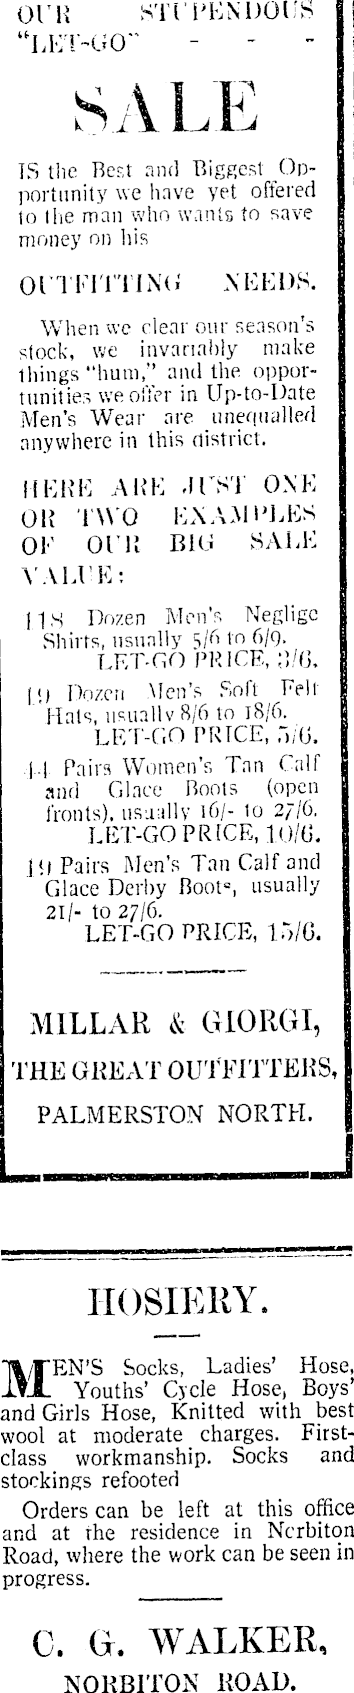 OUR STUPENDOUS
"LET-GO" - - -
SALE
IS the Best and Biggest Op-
portunity we have yet offered
to the man who wants to save
money on his
OUTFITTING NEEDS.
When we clear our season's
stock, we invariably make
things "hum," and the oppor-
tunities we offer in Up-to-Date
Men's Wear are unequalled
anywhere in this district.
HERE ARE JUST ONE
OR TWO EXAMPLES
OF OUR BIG SALE
VALUE:
118 Dozen Men's Neglige
Shirts, usually 5/6 to 6/9.
LET-GO PRICE, 3/6.
19 Dozen Men's Soft Felt
Hats, usually 8/6 to 18/6.
LET-GO PRICE, 5/6.
44 Pairs Women's Tan Calf
and Glace Boots (open
fronts), usually 16/- to 27/6.
LET-GO PRICE, 10/6.
19 Pairs Men's Tan Calf and
Glace Derby Boots, usually
21/- to 27/6.
LET-GO PRICE, 15/6.
MILLAR & GIORGI,
THE GREAT OUTFITTERS,
PALMERSTON NORTH.
HOSIERY.
MEN'S Socks, Ladies' Hose,
Youths' Cycle Hose, Boys'
and Girls Hose, Knitted with best
wool at moderate charges. First-
class workmanship. Socks and
stockings refooted
Orders can be left at this office
and at the residence in Norbiton
Road, where the work can be seen in
progress.
C. G. WALKER,
NORBITON ROAD.